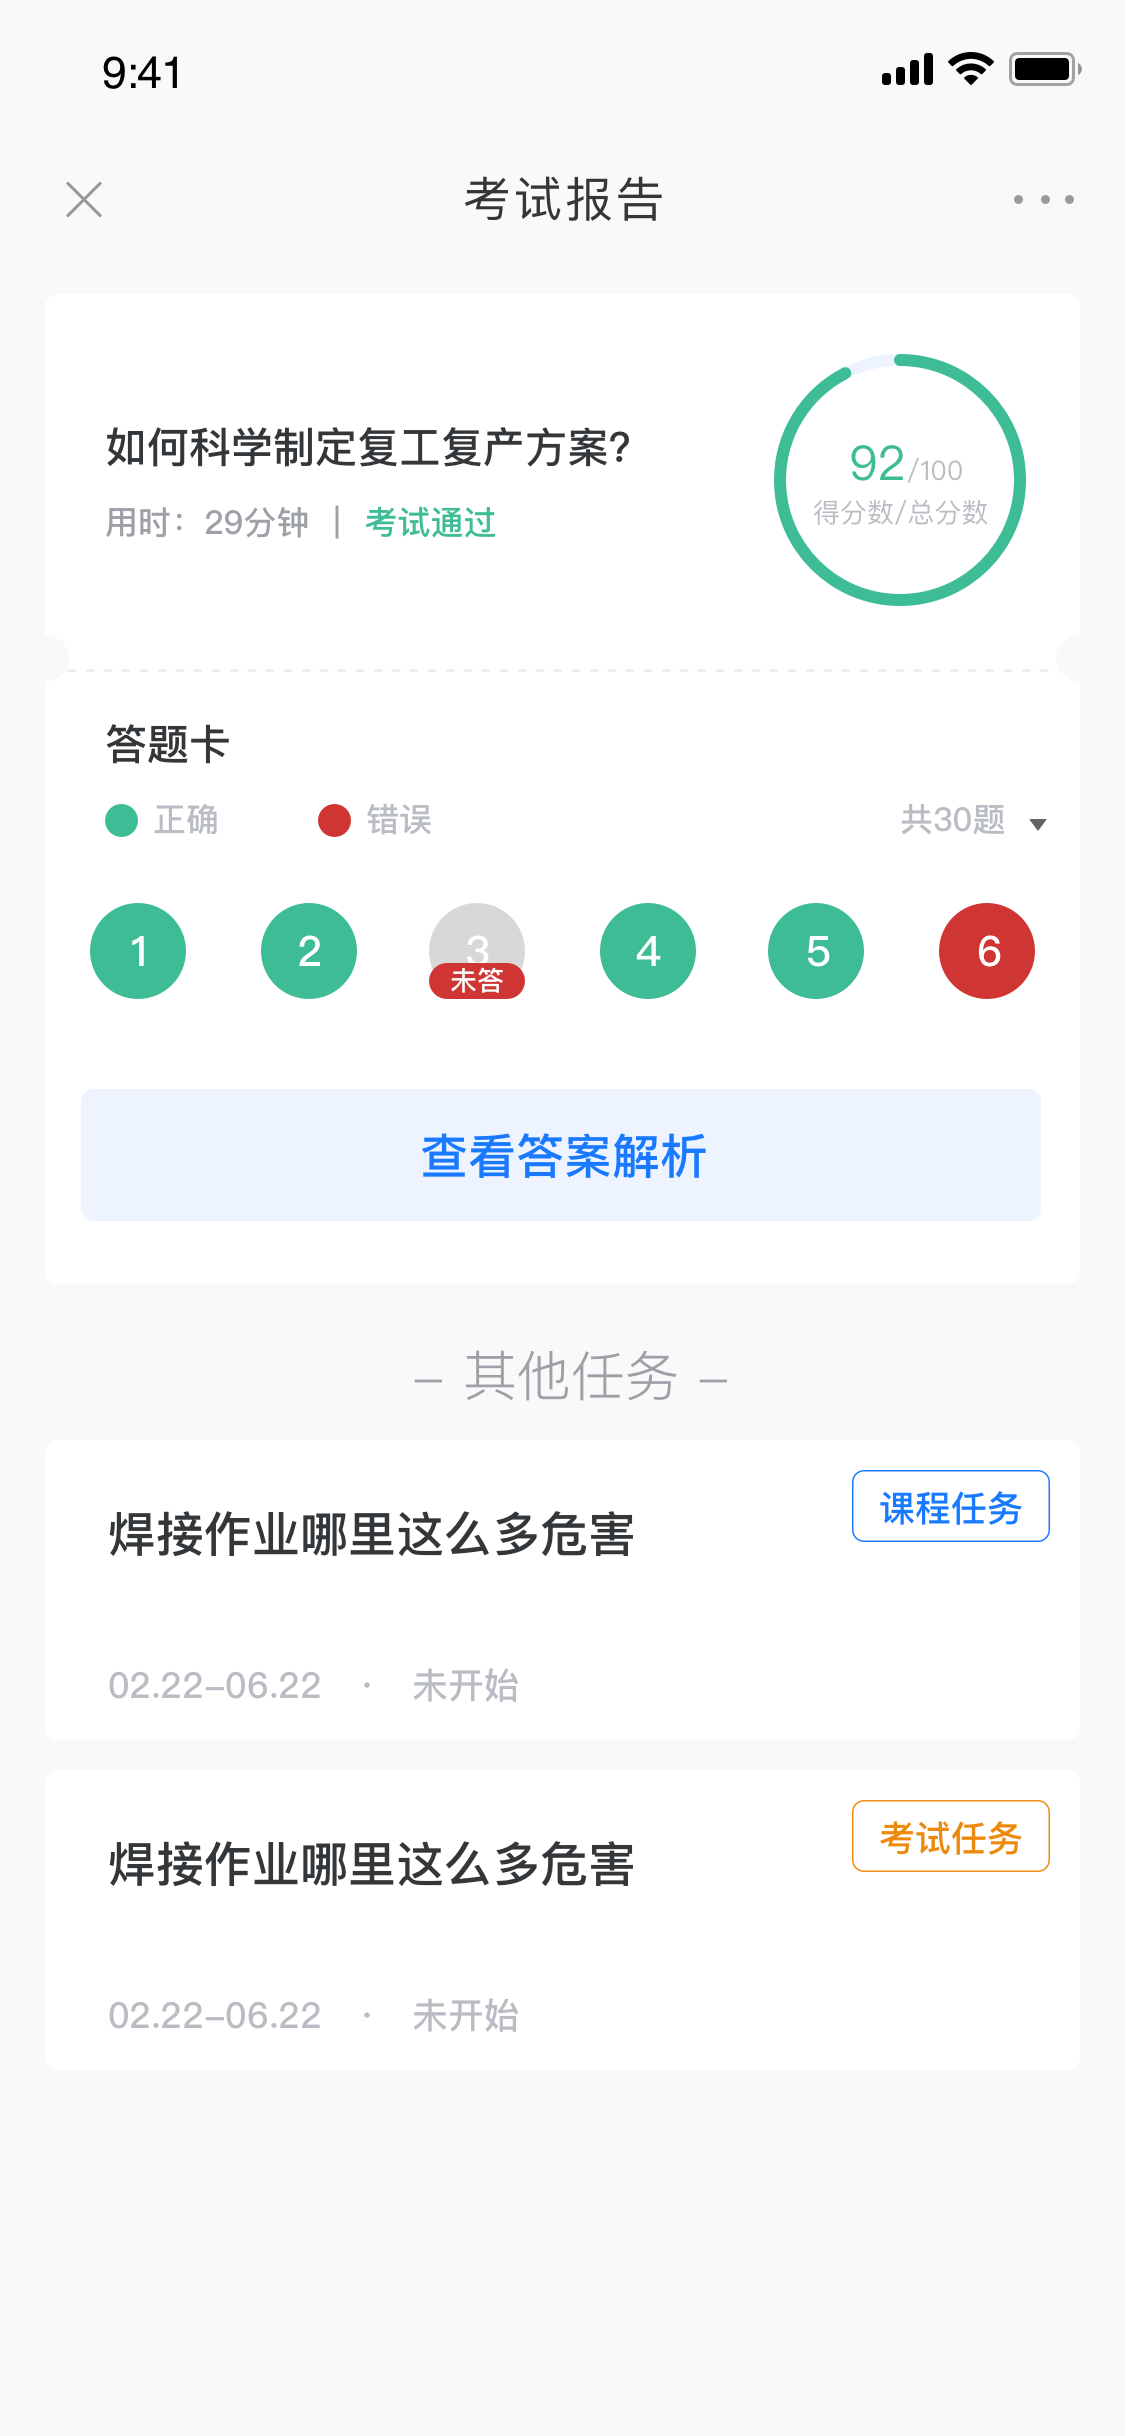 9:41
考试报告
如何科学制定复工复产方案?
用时：29分钟 | 考试通过
92/100
得分数/总分数
答题卡
正确 错误 共30题
1 2 3 4 5 6
未答
查看答案解析
– 其他任务 –
课程任务
焊接作业哪里这么多危害
02.22–06.22 · 未开始
考试任务
焊接作业哪里这么多危害
02.22–06.22 · 未开始